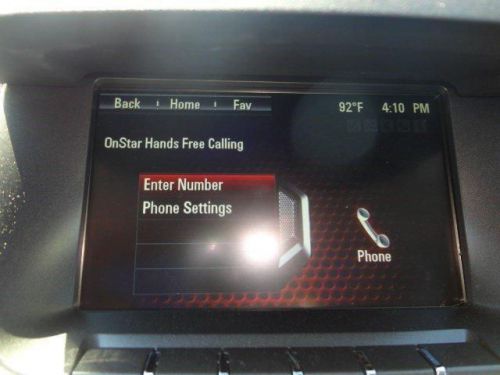 Back Home Fav 92°F 4:10 PM
OnStar Hands Free Calling
Enter Number
Phone Settings
Phone